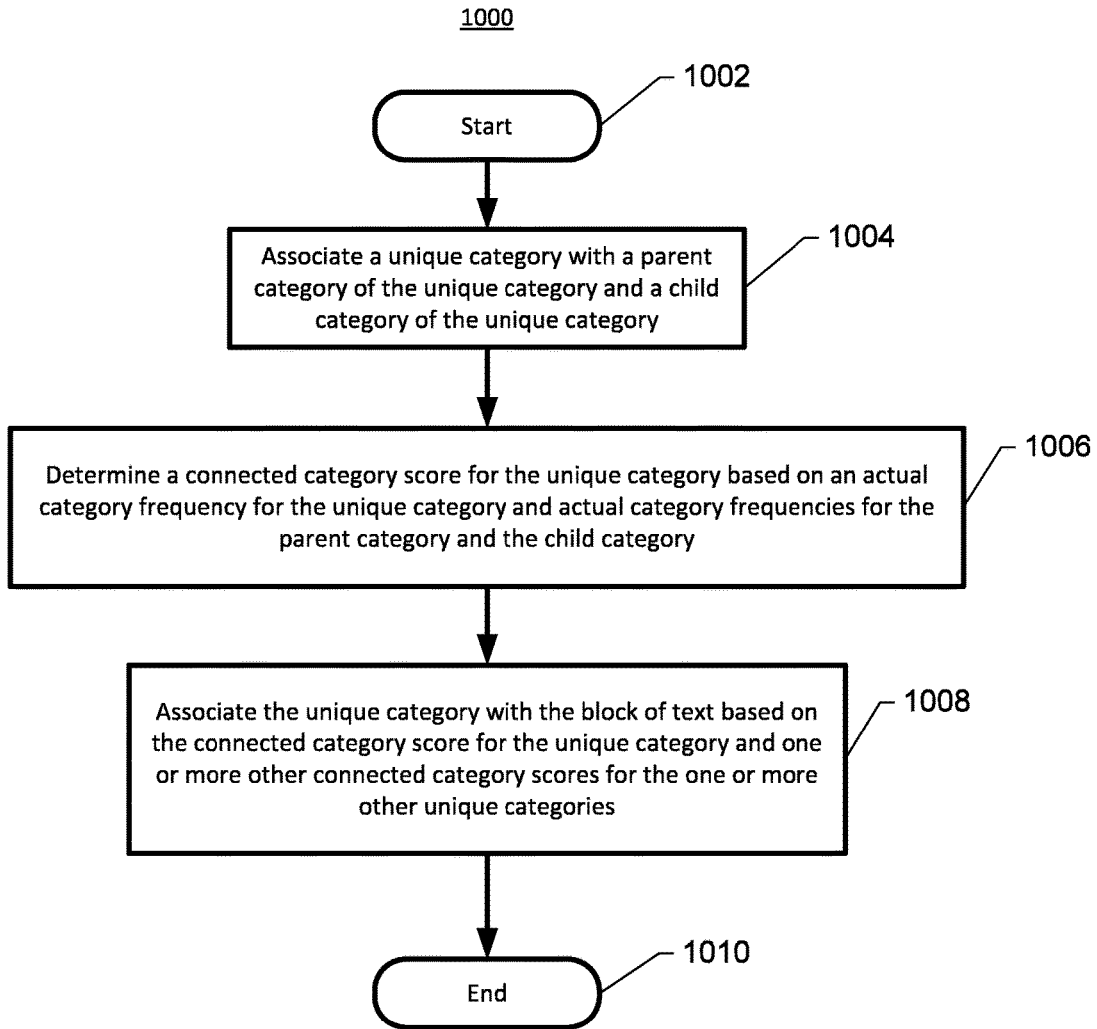 1000
1002
Start
1004
Associate a unique category with a parent
category of the unique category and a child
category of the unique category
1006
Determine a connected category score for the unique category based on an actual
category frequency for the unique category and actual category frequencies for the
parent category and the child category
1008
Associate the unique category with the block of text based on
the connected category score for the unique category and one
or more other connected category scores for the one or more
other unique categories
1010
End